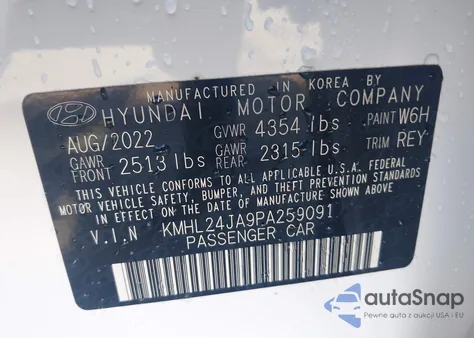 MANUFACTURED IN KOREA BY
HYUNDAI MOTOR COMPANY
AUG/2022 GVWR 4354 lbs PAINT W6H
GAWR FRONT 2513 lbs GAWR REAR 2315 lbs TRIM REY
THIS VEHICLE CONFORMS TO ALL APPLICABLE U.S.A. FEDERAL
MOTOR VEHICLE SAFETY, BUMPER, AND THEFT PREVENTION STANDARDS
IN EFFECT ON THE DATE OF MANUFACTURE SHOWN ABOVE.
V.I.N KMHL24JA9PA259091
PASSENGER CAR
autoSnap
Pewne auta z aukcji USA i EU